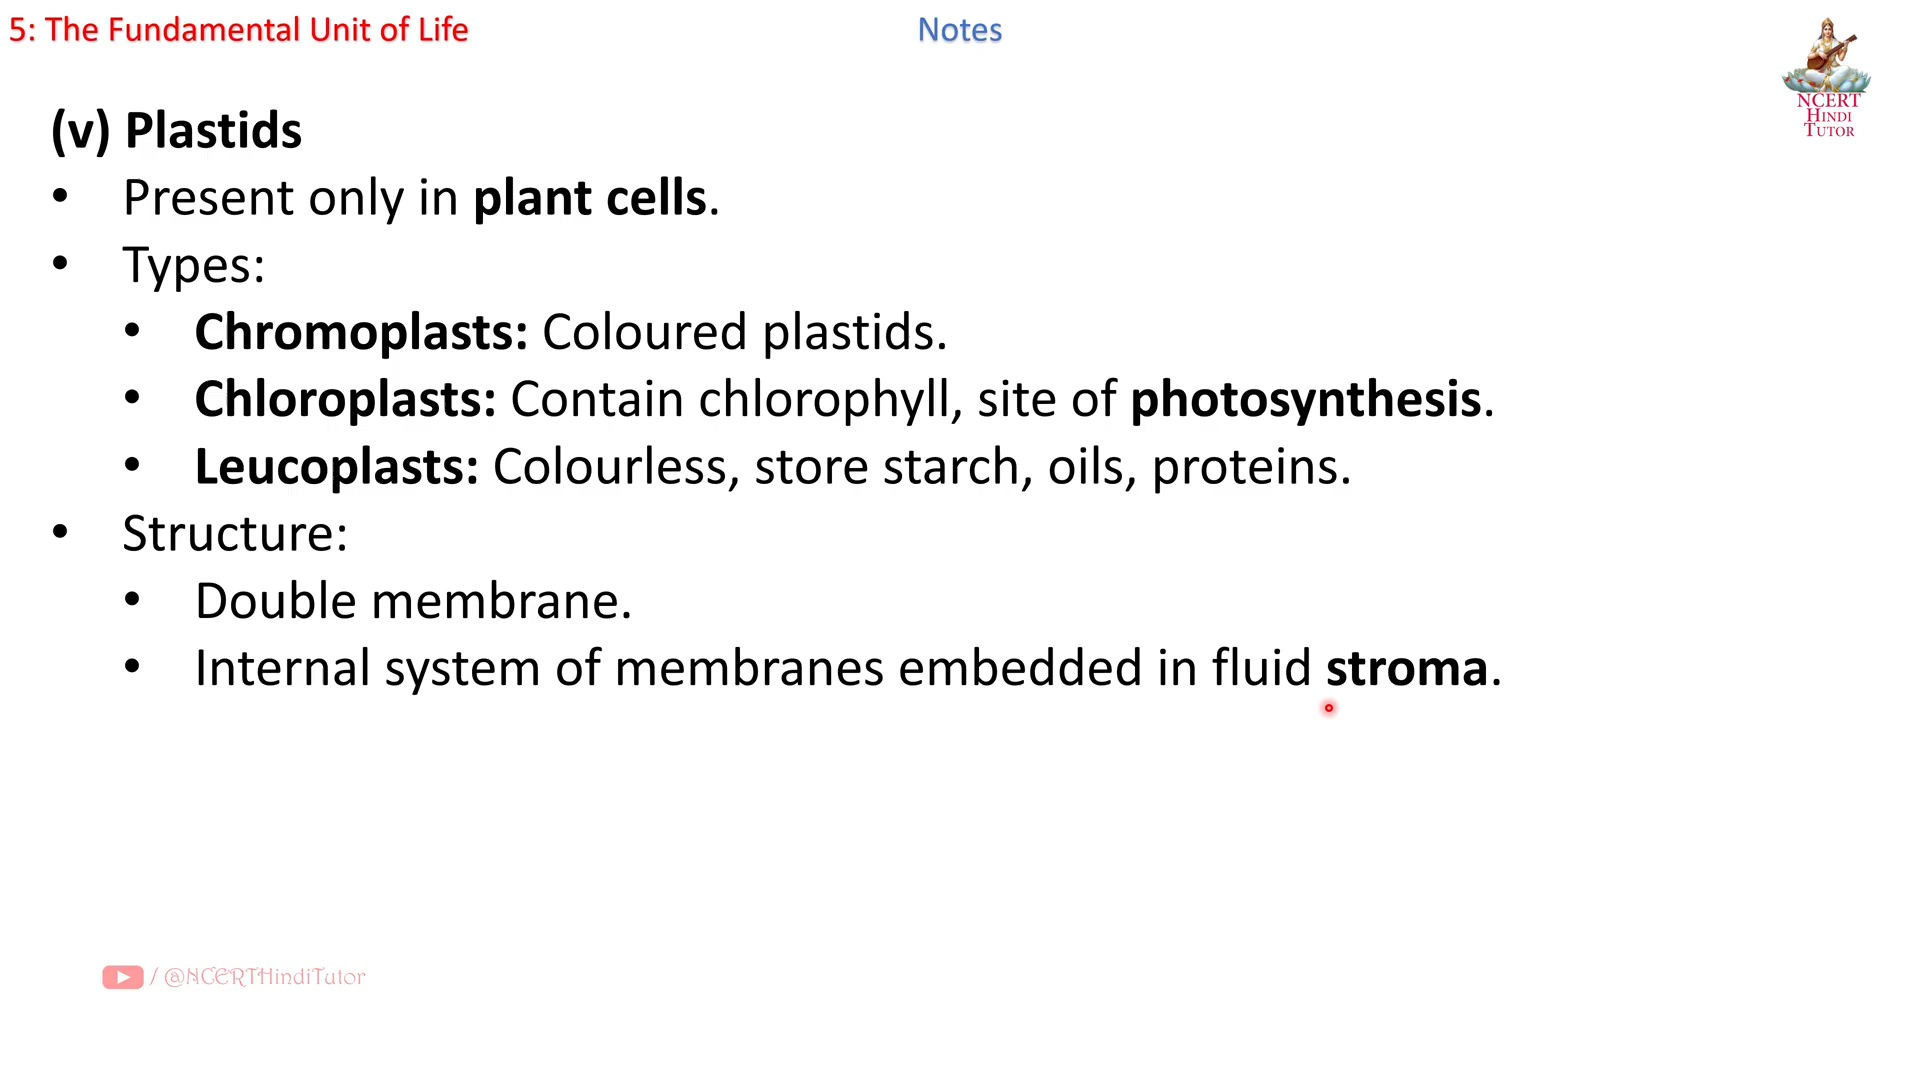 5: The Fundamental Unit of Life
Notes
NCERT
HINDI
TUTOR
(v) Plastids
• Present only in plant cells.
• Types:
• Chromoplasts: Coloured plastids.
• Chloroplasts: Contain chlorophyll, site of photosynthesis.
• Leucoplasts: Colourless, store starch, oils, proteins.
• Structure:
• Double membrane.
• Internal system of membranes embedded in fluid stroma.
/ @NCERTHindiTutor